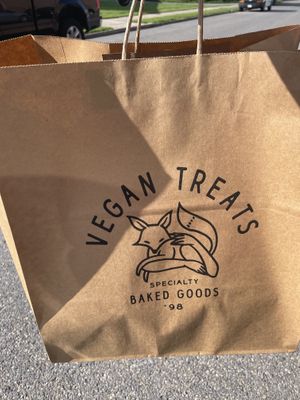 VEGAN TREATS
SPECIALTY
BAKED GOODS
'98